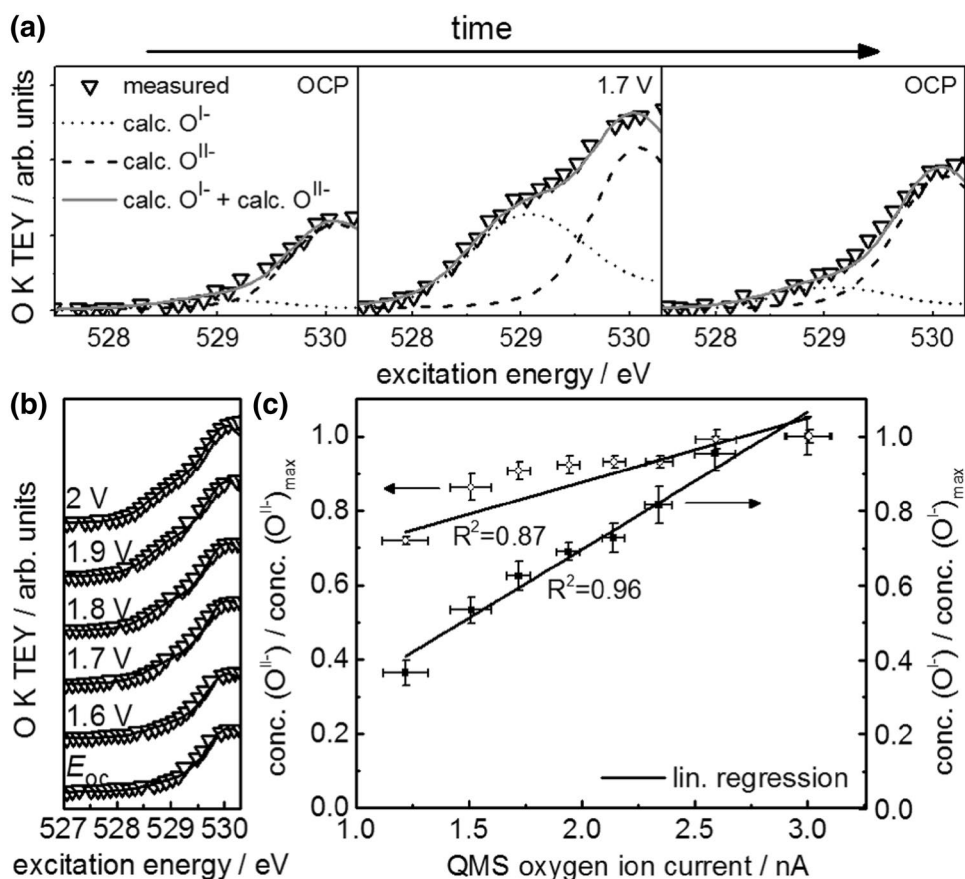 (a)
time
measured
OCP
1.7 V
OCP
calc. O^I-
calc. O^II-
calc. O^I- + calc. O^II-
O K TEY / arb. units
528 529 530 528 529 530 528 529 530
excitation energy / eV
(b)
2 V
1.9 V
1.8 V
1.7 V
1.6 V
E_oc
O K TEY / arb. units
527 528 529 530
excitation energy / eV
(c)
1.0
0.8
0.6
0.4
0.2
0.0
conc. (O^II-) / conc. (O^II-)_max
R²=0.87
R²=0.96
lin. regression
1.0
0.8
0.6
0.4
0.2
0.0
conc. (O^I-) / conc. (O^I-)_max
1.0 1.5 2.0 2.5 3.0
QMS oxygen ion current / nA